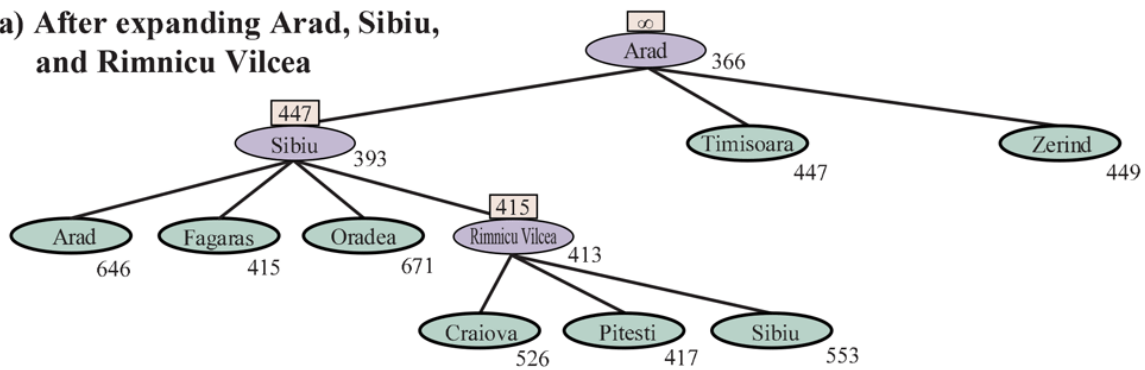 a) After expanding Arad, Sibiu,
and Rimnicu Vilcea
∞
Arad
366
447
Sibiu
393
Timisoara
447
Zerind
449
Arad
646
Fagaras
415
Oradea
671
415
Rimnicu Vilcea
413
Craiova
526
Pitesti
417
Sibiu
553